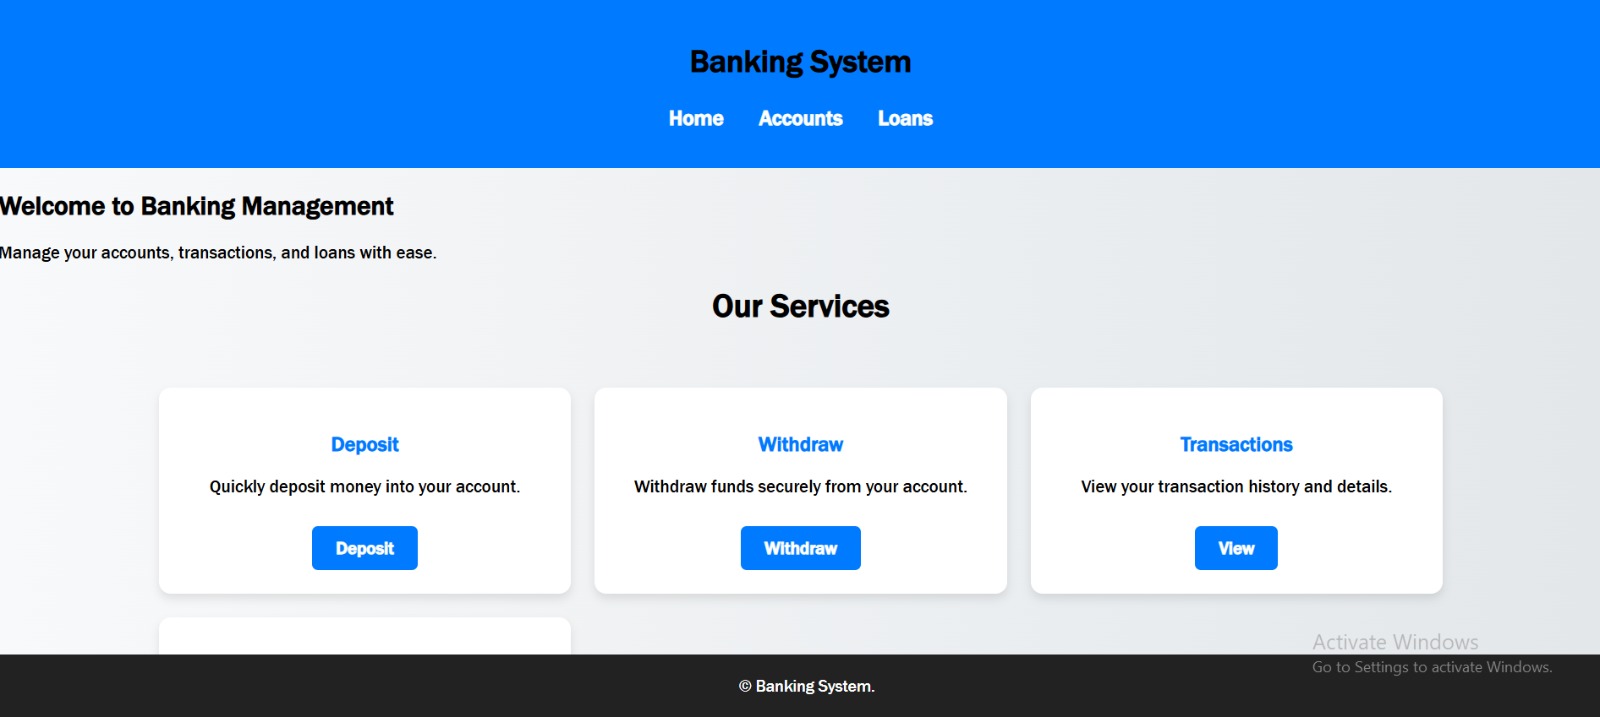 Banking System
Home Accounts Loans
Welcome to Banking Management
Manage your accounts, transactions, and loans with ease.
Our Services
Deposit
Quickly deposit money into your account.
Deposit
Withdraw
Withdraw funds securely from your account.
Withdraw
Transactions
View your transaction history and details.
View
Activate Windows
Go to Settings to activate Windows.
© Banking System.